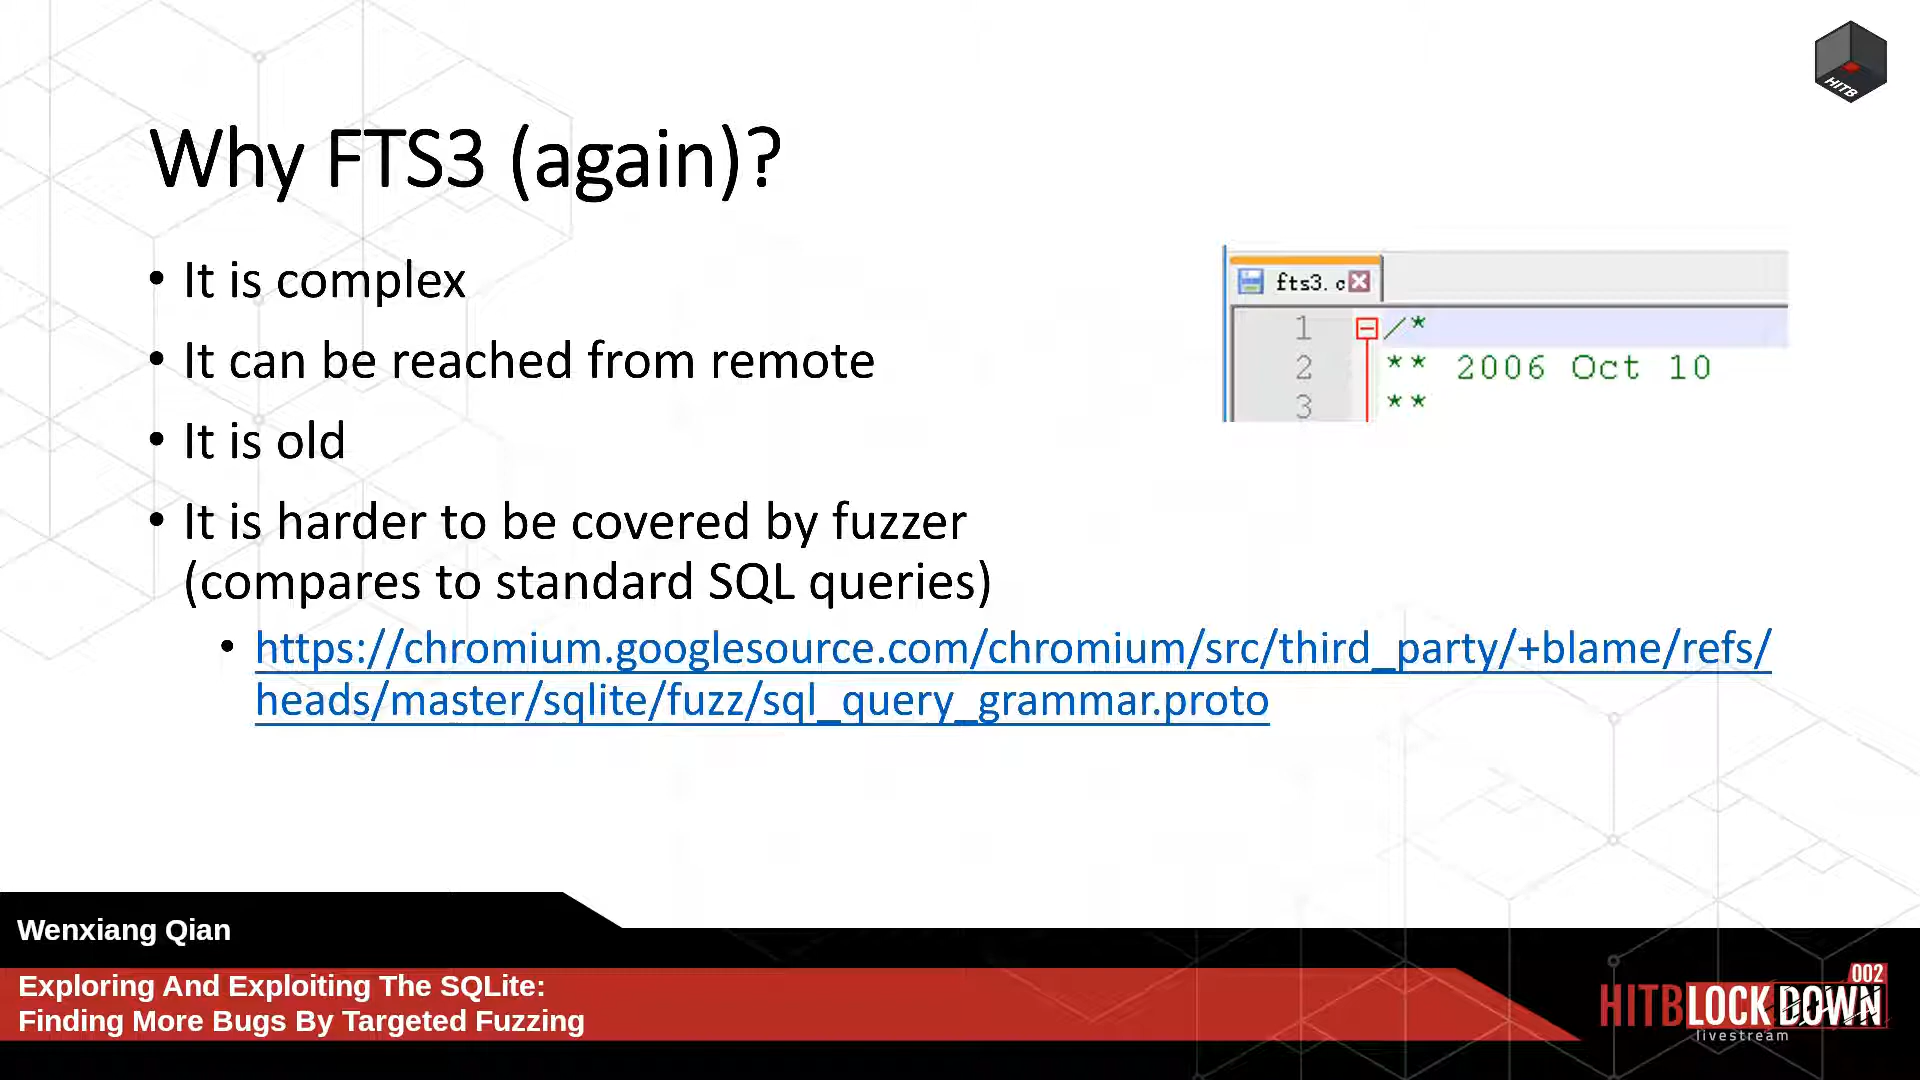 HITB
Why FTS3 (again)?
• It is complex
• It can be reached from remote
• It is old
• It is harder to be covered by fuzzer
(compares to standard SQL queries)
• https://chromium.googlesource.com/chromium/src/third_party/+blame/refs/
heads/master/sqlite/fuzz/sql_query_grammar.proto
fts3.c
1 /*
2 ** 2006 Oct 10
3 **
Wenxiang Qian
Exploring And Exploiting The SQLite:
Finding More Bugs By Targeted Fuzzing
002
HITBLOCKDOWN
livestream